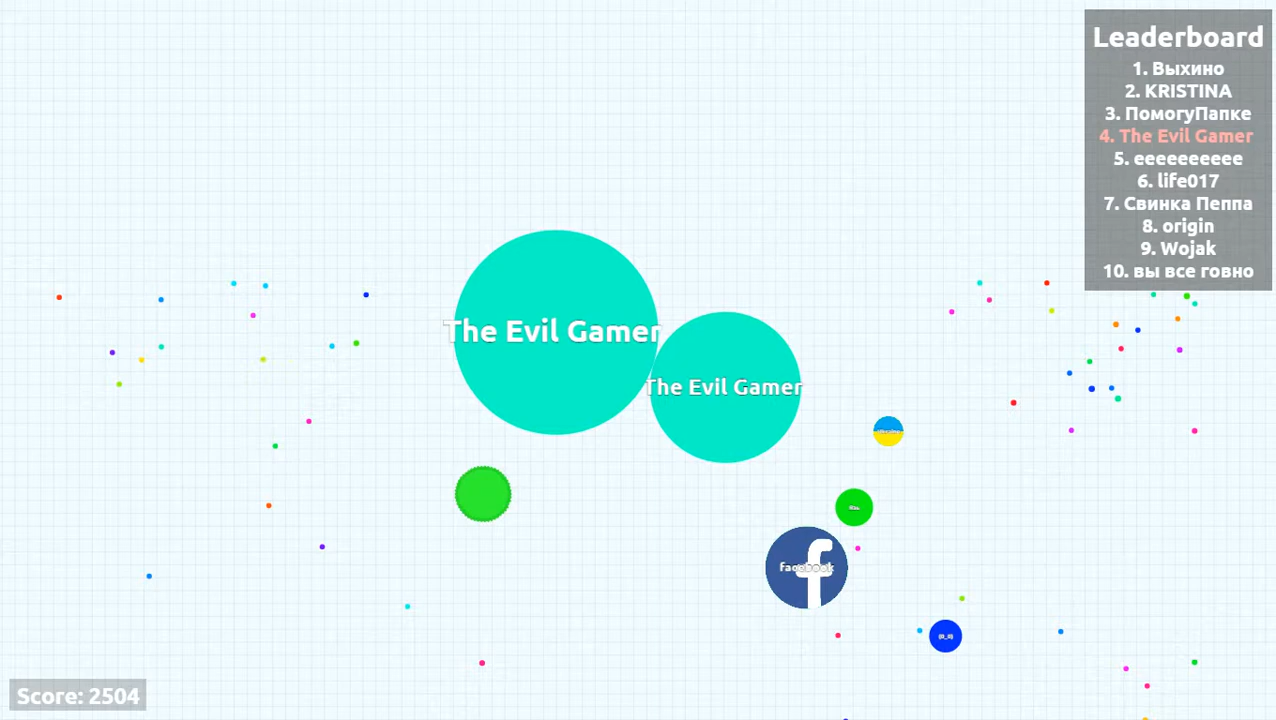 Leaderboard
1. Выхино
2. KRISTINA
3. ПомогуПапке
4. The Evil Gamer
5. eeeeeeeeee
6. life017
7. Свинка Пеппа
8. origin
9. Wojak
10. вы все говно
The Evil Gamer
The Evil Gamer
facebook
Score: 2504